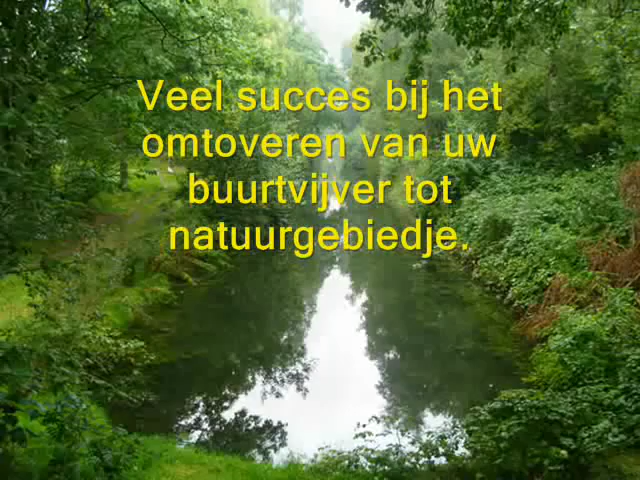 Veel succes bij het
omtoveren van uw
buurtvijver tot
natuurgebiedje.